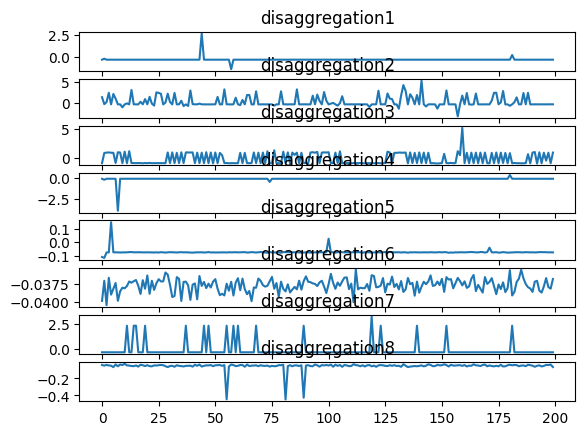 disaggregation1
2.5
0.0
disaggregation2
5
0
disaggregation3
5
0
disaggregation4
0.0
−2.5
disaggregation5
0.1
0.0
−0.1
disaggregation6
−0.0375
−0.0400
disaggregation7
2.5
0.0
disaggregation8
−0.2
−0.4
0 25 50 75 100 125 150 175 200